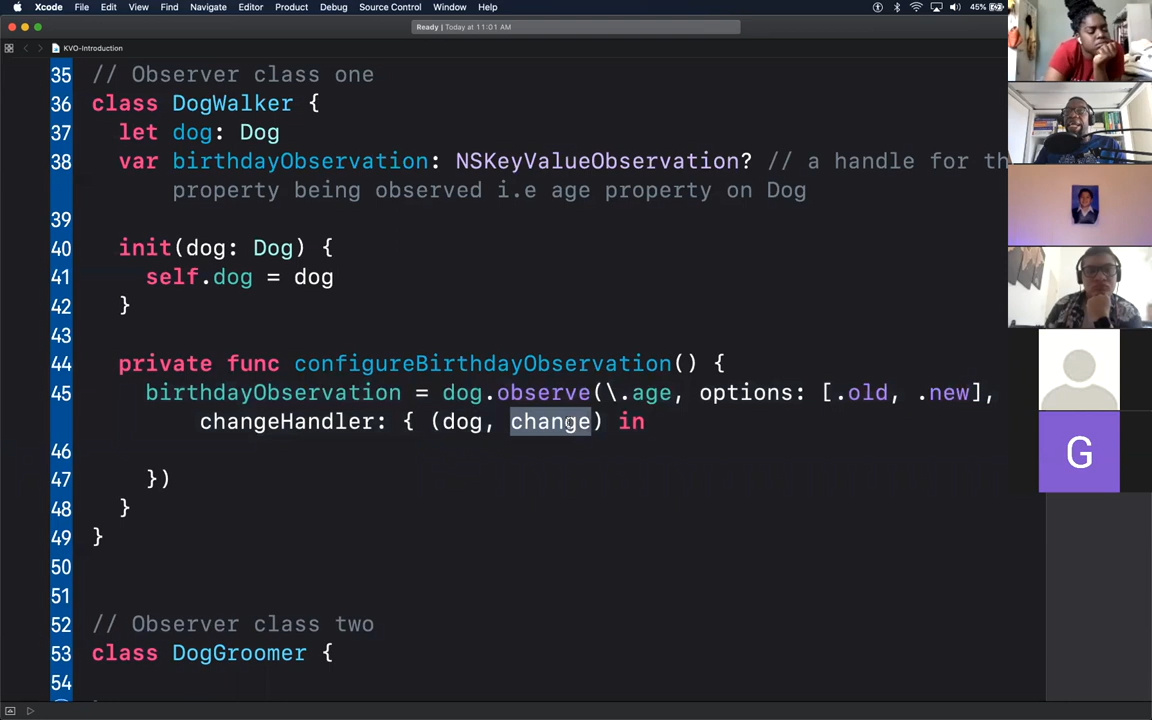 Xcode File Edit View Find Navigate Editor Product Debug Source Control Window Help 45%
Ready | Today at 11:01 AM
KVO-Introduction
35 // Observer class one
36 class DogWalker {
37 let dog: Dog
38 var birthdayObservation: NSKeyValueObservation? // a handle for th
property being observed i.e age property on Dog
39
40 init(dog: Dog) {
41 self.dog = dog
42 }
43
44 private func configureBirthdayObservation() {
45 birthdayObservation = dog.observe(\.age, options: [.old, .new],
changeHandler: { (dog, change) in
46
47 })
48 }
49 }
50
51
52 // Observer class two
53 class DogGroomer {
54
G